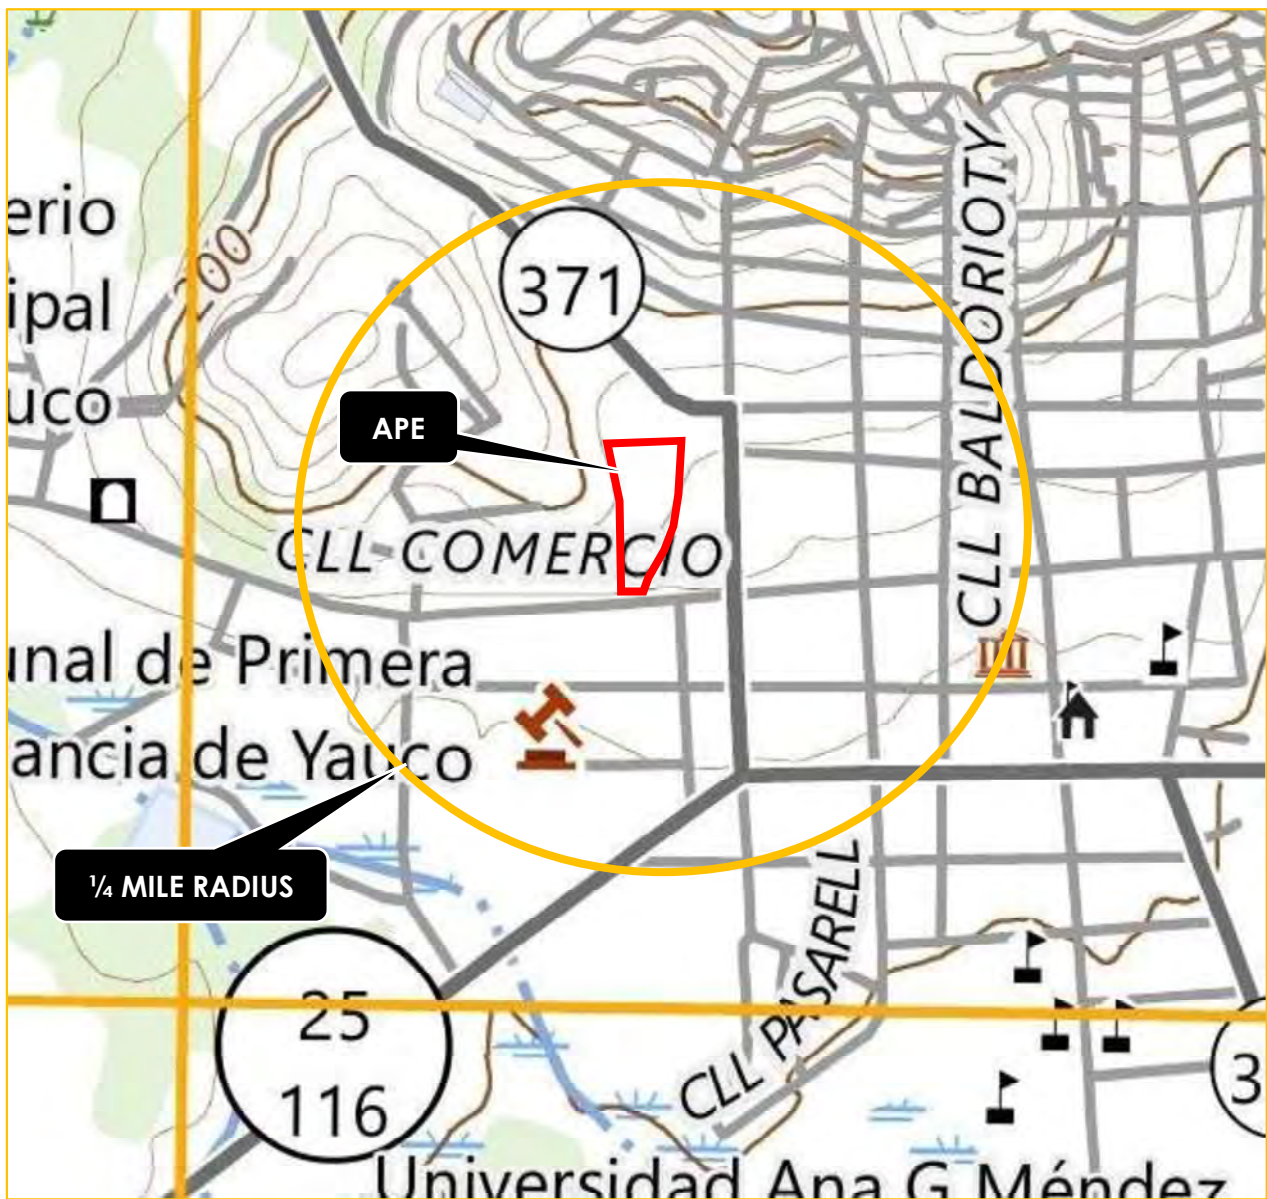 CLL BALDORIOTY
erio
ipal
uco
200
371
APE
CLL COMERCIO
unal de Primera
ancia de Yauco
¼ MILE RADIUS
CLL PASARELL
25
116
3
Universidad Ana G Méndez